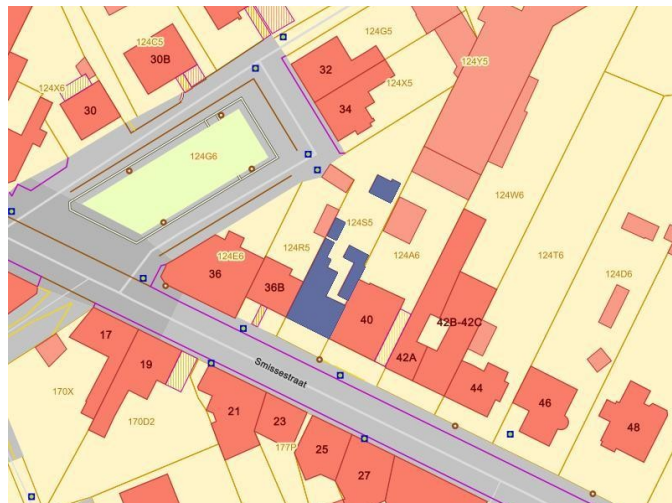 124C5
30B
124G5
32
124Y5
124X6
124X5
30
34
124G6
124W6
124S5
124R5
124A6
124E6
124T6
36
124D6
36B
40
42B-42C
17
19
42A
Smissestraat
44
170X
46
21
170D2
23
48
177P
25
27